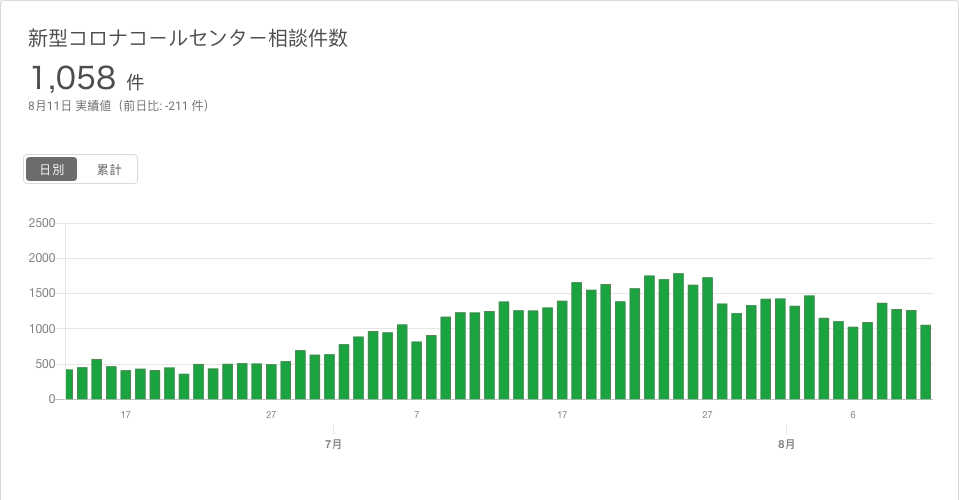 新型コロナコールセンター相談件数
1,058 件
8月11日 実績値（前日比: -211 件）
日別 累計
2500
2000
1500
1000
500
0
17 27 7 17 27 6
7月 8月